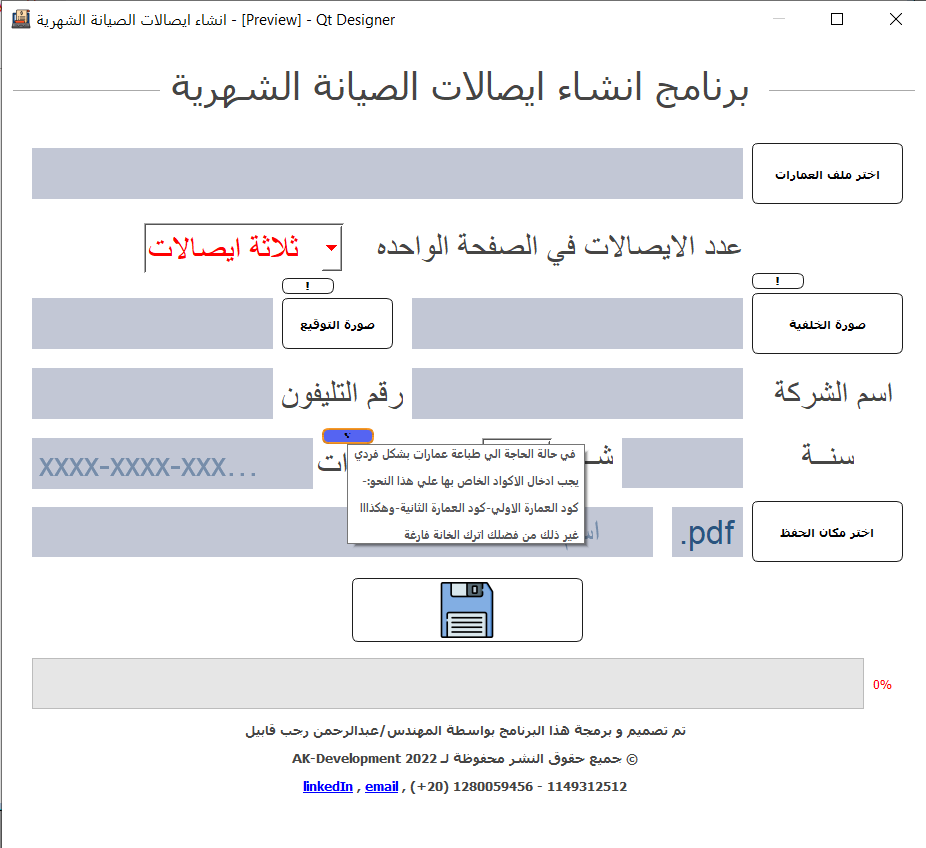 انشاء ايصالات الصيانة الشهرية - [Preview] - Qt Designer
برنامج انشاء ايصالات الصيانة الشهرية
اختر ملف العمارات
عدد الايصالات في الصفحة الواحده
ثلاثة ايصالات
!
!
صورة الخلفية
صورة التوقيع
اسم الشركة
رقم التليفون
سنــة
XXXX-XXXX-XXX...
في حالة الحاجة الي طباعة عمارات بشكل فردي
يجب ادخال الاكواد الخاص بها علي هذا النحو:-
كود العمارة الاولي-كود العمارة الثانية-وهكذااا
غير ذلك من فضلك اترك الخانة فارغة
اختر مكان الحفظ
.pdf
0%
تم تصميم و برمجة هذا البرنامج بواسطة المهندس/عبدالرحمن رجب قابيل
© جميع حقوق النشر محفوظة لـ AK-Development 2022
linkedIn , email , (+20) 1280059456 - 1149312512